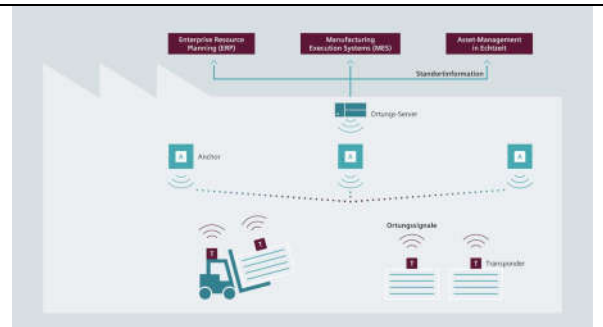 Enterprise Resource
Planning (ERP)
Manufacturing
Execution Systems (MES)
Asset-Management
in Echtzeit
Standortinformation
Ortungs-Server
A
Anchor
A
A
Ortungssignale
T
T
T
T
Transponder